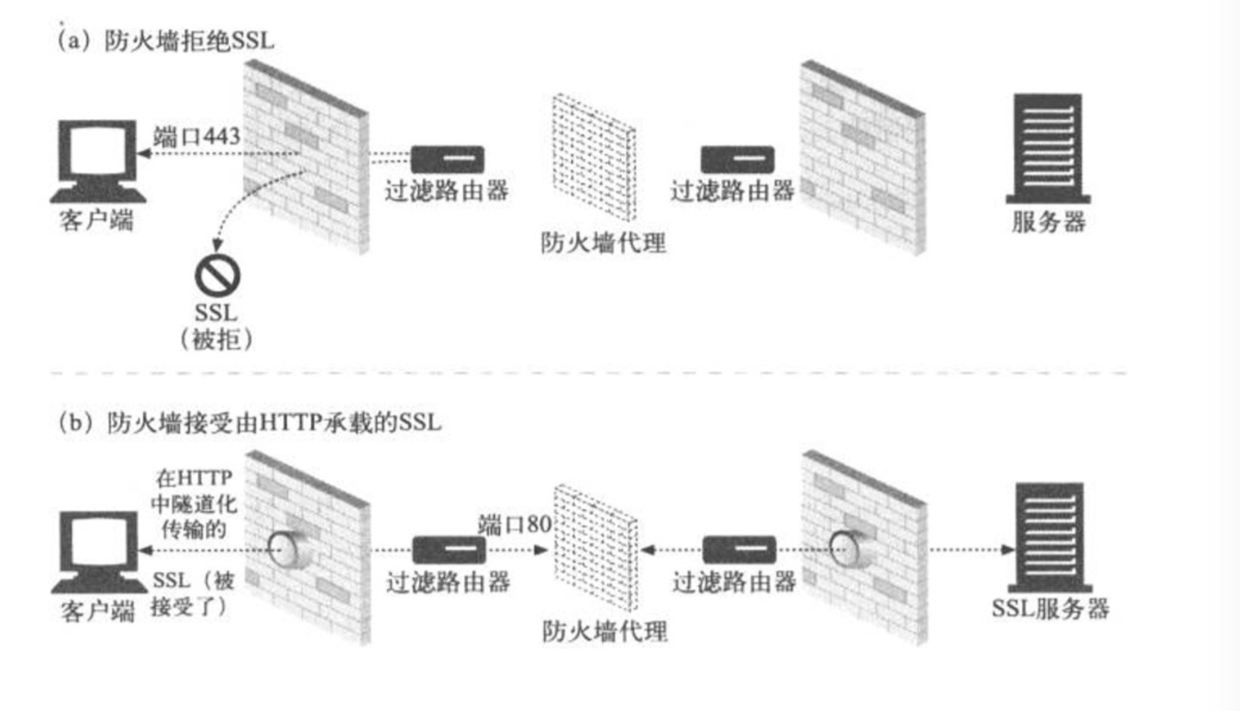 (a) 防火墙拒绝SSL
端口443
客户端
过滤路由器
防火墙代理
过滤路由器
服务器
SSL
(被拒)
(b) 防火墙接受由HTTP承载的SSL
在HTTP
中隧道化
传输的
SSL(被
接受了)
客户端
端口80
过滤路由器
防火墙代理
过滤路由器
SSL服务器